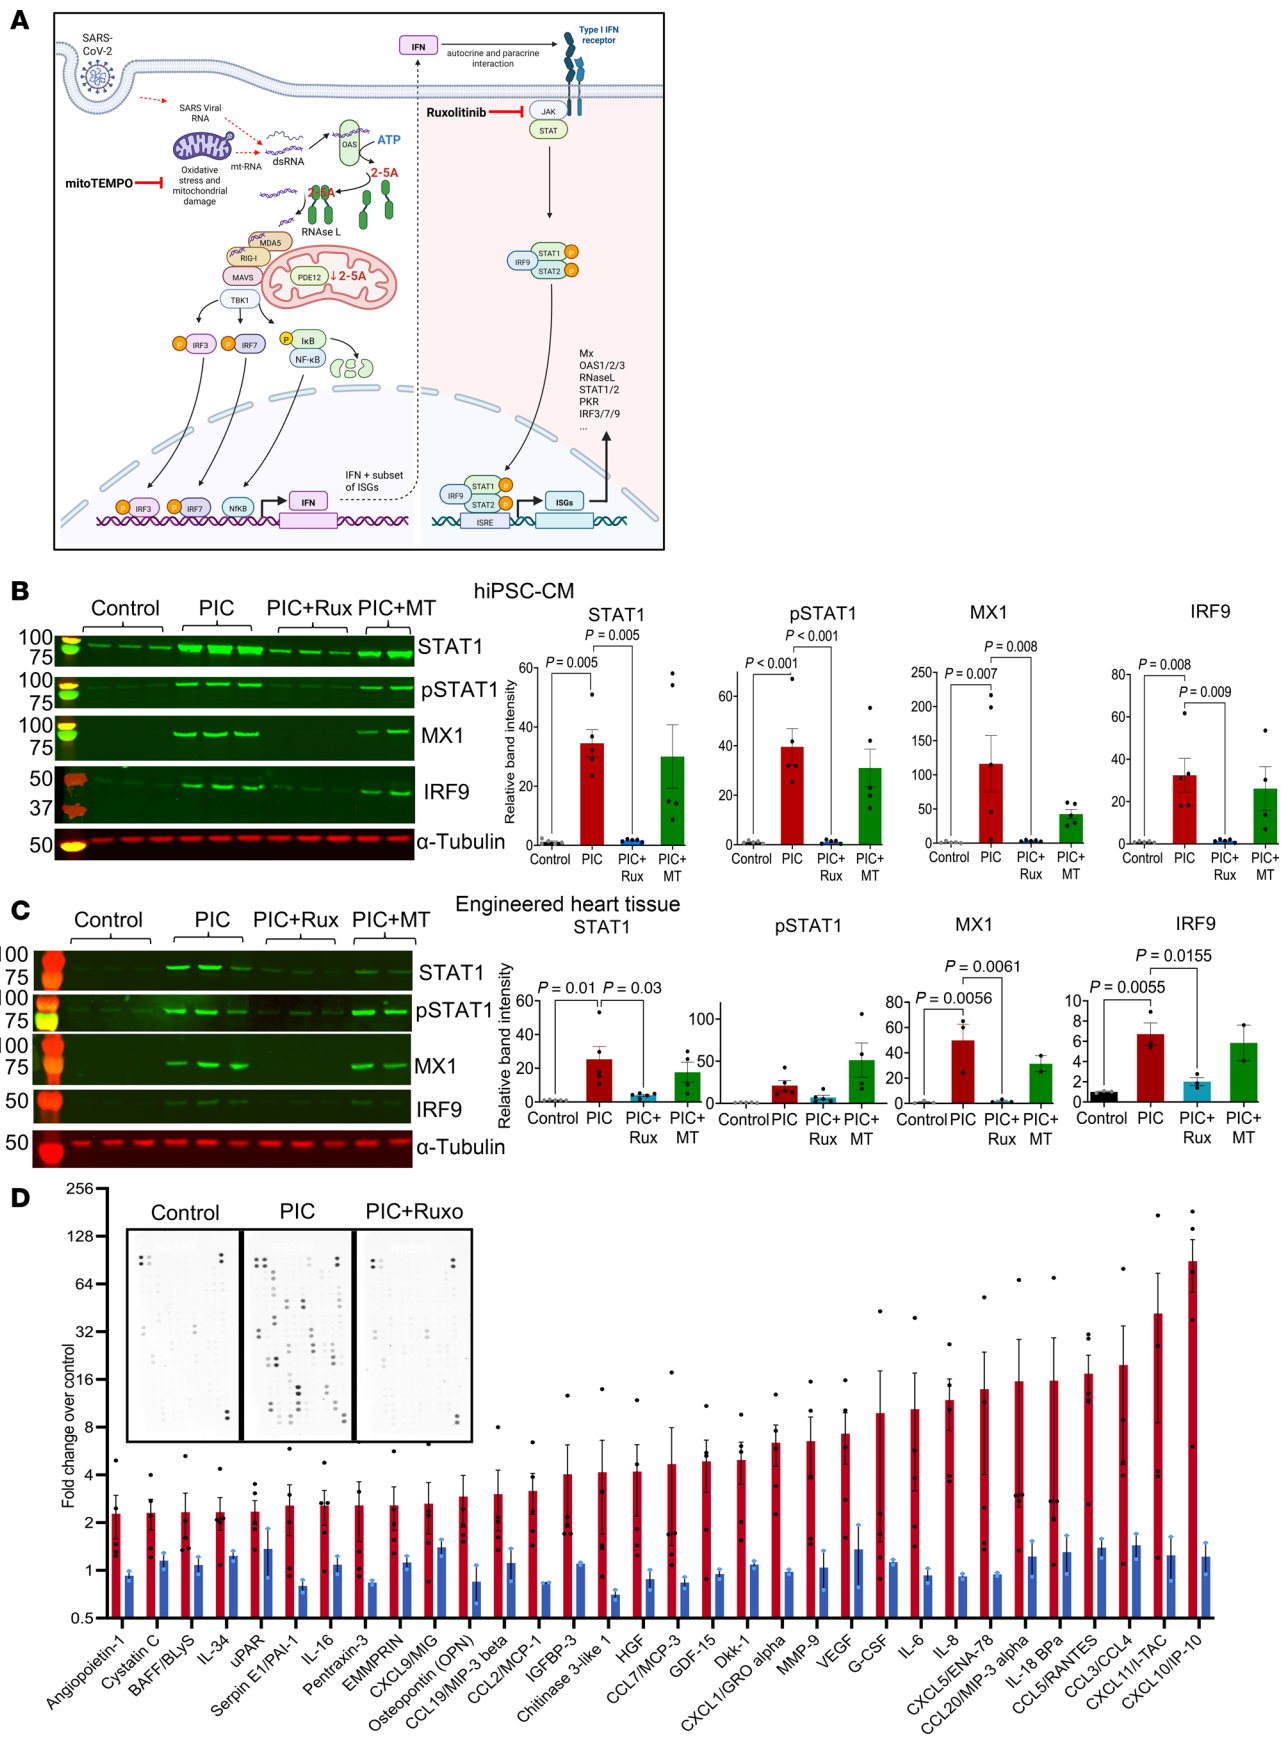 A
SARS-
CoV-2
SARS Viral
RNA
mt-RNA
dsRNA
OAS
ATP
2-5A
2-5A
RNAse L
mitoTEMPO
Oxidative
stress and
mitochondrial
damage
MDA5
RIG-I
MAVS
TBK1
PDE12
↓2-5A
P IRF3
P IRF7
P IκB
NF-κB
P IRF3
P IRF7
NfKB
IFN
IFN + subset
of ISGs
IFN
autocrine and paracrine
interaction
Type I IFN
receptor
Ruxolitinib
JAK
STAT
IRF9
STAT1 P
STAT2 P
Mx
OAS1/2/3
RNaseL
STAT1/2
PKR
IRF3/7/9
...
IRF9
STAT1 P
STAT2 P
ISRE
ISGs
B
hiPSC-CM
Control PIC PIC+Rux PIC+MT
100
75
STAT1
100
75
pSTAT1
100
75
MX1
50
37
IRF9
50
α-Tubulin
STAT1
P = 0.005
P = 0.005
Relative band intensity
60
40
20
0
Control PIC PIC+ Rux PIC+ MT
pSTAT1
P < 0.001
P < 0.001
60
40
20
0
Control PIC PIC+ Rux PIC+ MT
MX1
P = 0.008
P = 0.007
250
200
150
100
50
0
Control PIC PIC+ Rux PIC+ MT
IRF9
P = 0.008
P = 0.009
80
60
40
20
0
Control PIC PIC+ Rux PIC+ MT
C
Engineered heart tissue
Control PIC PIC+Rux PIC+MT
100
75
STAT1
100
75
pSTAT1
100
75
MX1
50
IRF9
50
α-Tubulin
STAT1
P = 0.01 P = 0.03
Relative band intensity
60
40
20
0
Control PIC PIC+ Rux PIC+ MT
pSTAT1
100
50
0
Control PIC PIC+ Rux PIC+ MT
MX1
P = 0.0061
P = 0.0056
80
60
40
20
0
Control PIC PIC+ Rux PIC+ MT
IRF9
P = 0.0155
P = 0.0055
10
8
6
4
2
0
Control PIC PIC+ Rux PIC+ MT
D
Fold change over control
256
128
64
32
16
8
4
2
1
0.5
Control PIC PIC+Ruxo
Angiopoietin-1
Cystatin C
BAFF/BLyS
IL-34
uPAR
Serpin E1/PAI-1
IL-16
Pentraxin-3
EMMPRIN
CXCL9/MIG
Osteopontin (OPN)
CCL19/MIP-3 beta
CCL2/MCP-1
IGFBP-3
Chitinase 3-like 1
HGF
CCL7/MCP-3
GDF-15
Dkk-1
CXCL1/GRO alpha
MMP-9
VEGF
G-CSF
IL-6
IL-8
CXCL5/ENA-78
CCL20/MIP-3 alpha
IL-18 BPa
CCL5/RANTES
CCL3/CCL4
CXCL11/I-TAC
CXCL10/IP-10